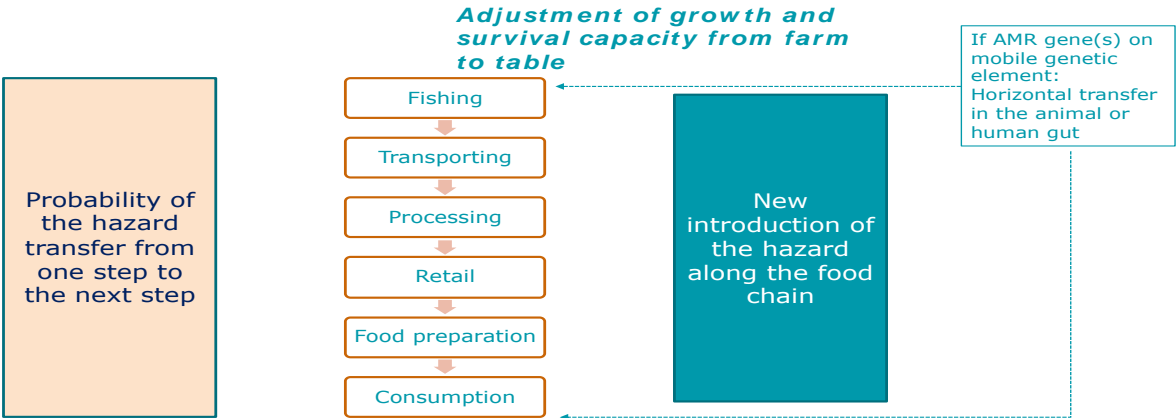 Adjustment of growth and
survival capacity from farm
to table
If AMR gene(s) on
mobile genetic
element:
Horizontal transfer
in the animal or
human gut
Probability of
the hazard
transfer from
one step to
the next step
Fishing
Transporting
Processing
Retail
Food preparation
Consumption
New
introduction of
the hazard
along the food
chain